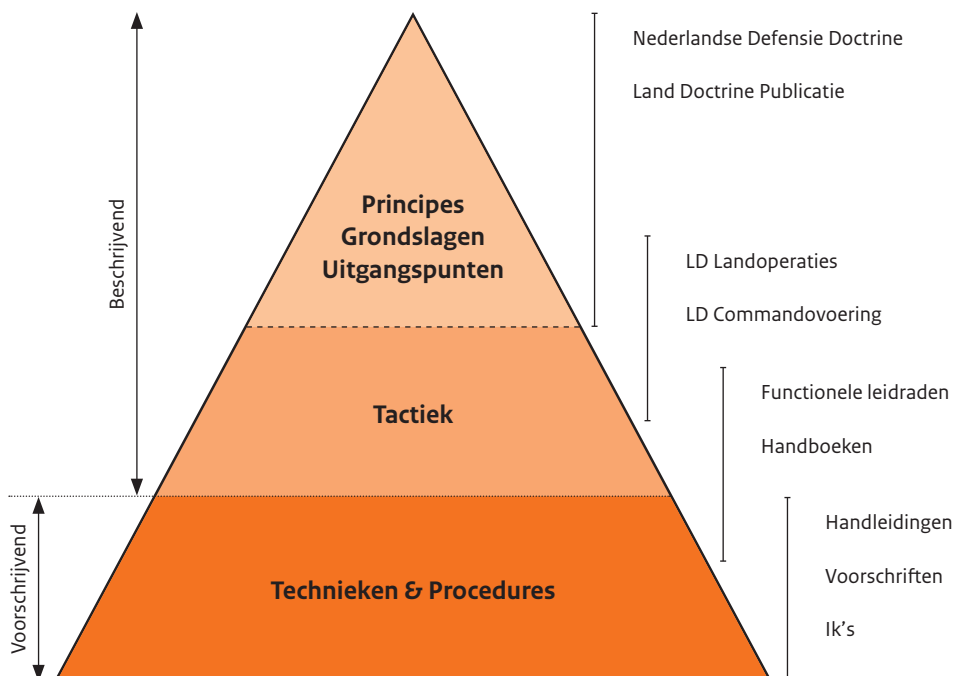 Nederlandse Defensie Doctrine
Land Doctrine Publicatie
Beschrijvend
Principes
Grondslagen
Uitgangspunten
LD Landoperaties
LD Commandovoering
Tactiek
Functionele leidraden
Handboeken
Voorschrijvend
Technieken & Procedures
Handleidingen
Voorschriften
Ik's